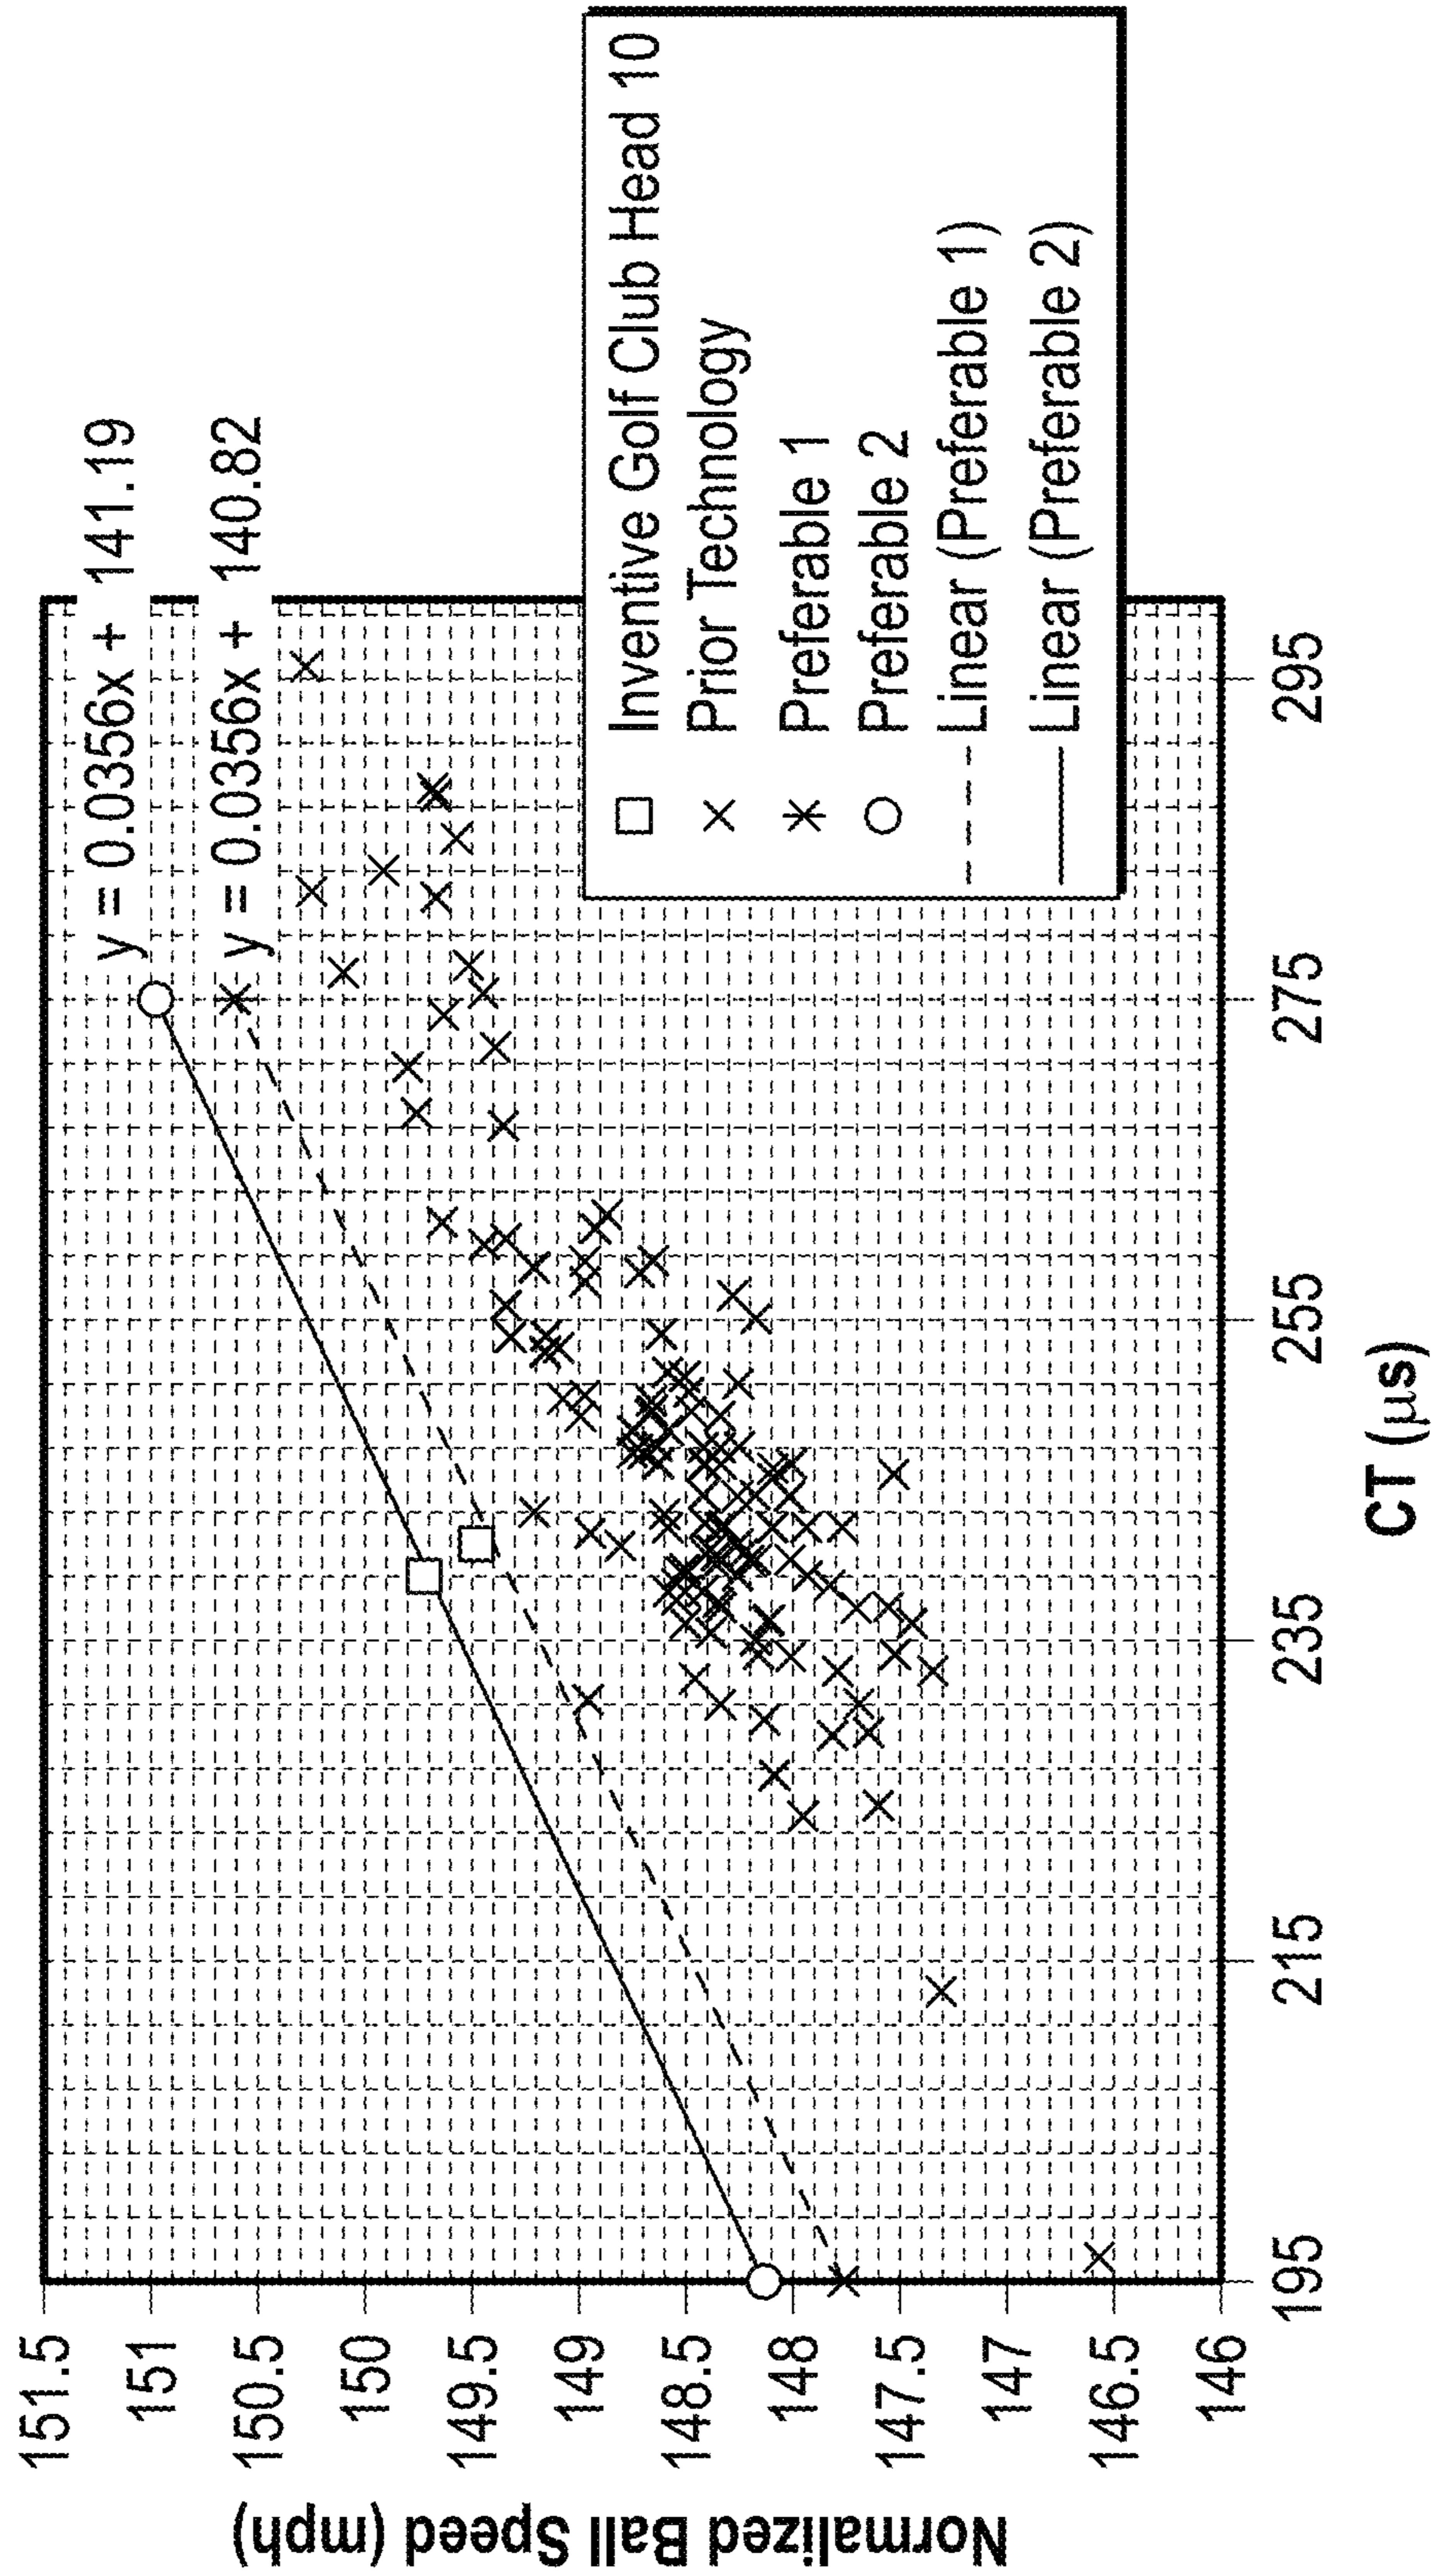 Normalized Ball Speed (mph)
151.5
151
150.5
150
149.5
149
148.5
148
147.5
147
146.5
146
y = 0.0356x + 141.19
y = 0.0356x + 140.82
Inventive Golf Club Head 10
Prior Technology
Preferable 1
Preferable 2
Linear (Preferable 1)
Linear (Preferable 2)
195
215
235
255
275
295
CT (μs)